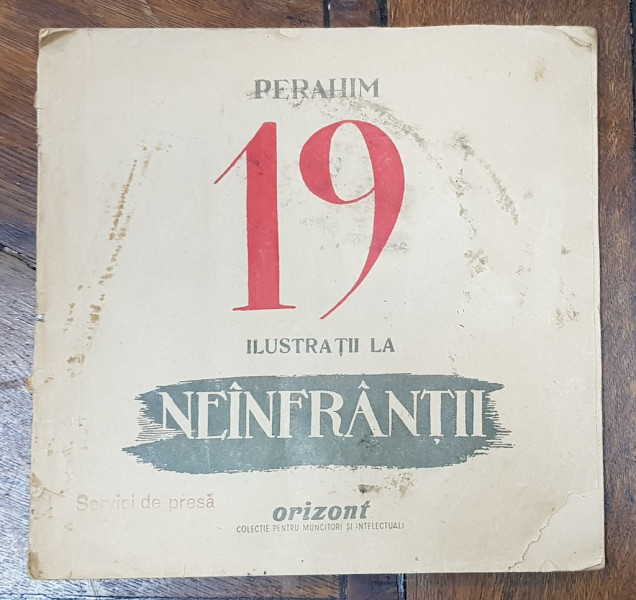 PERAHIM
19
ILUSTRAȚII LA
NEÎNFRÂNȚII
Servici de presă
orizont
COLECȚIE PENTRU MUNCITORI ȘI INTELECTUALI